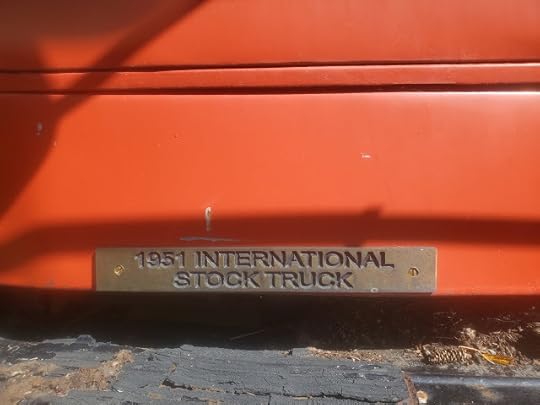 1951 INTERNATIONAL
STOCK TRUCK